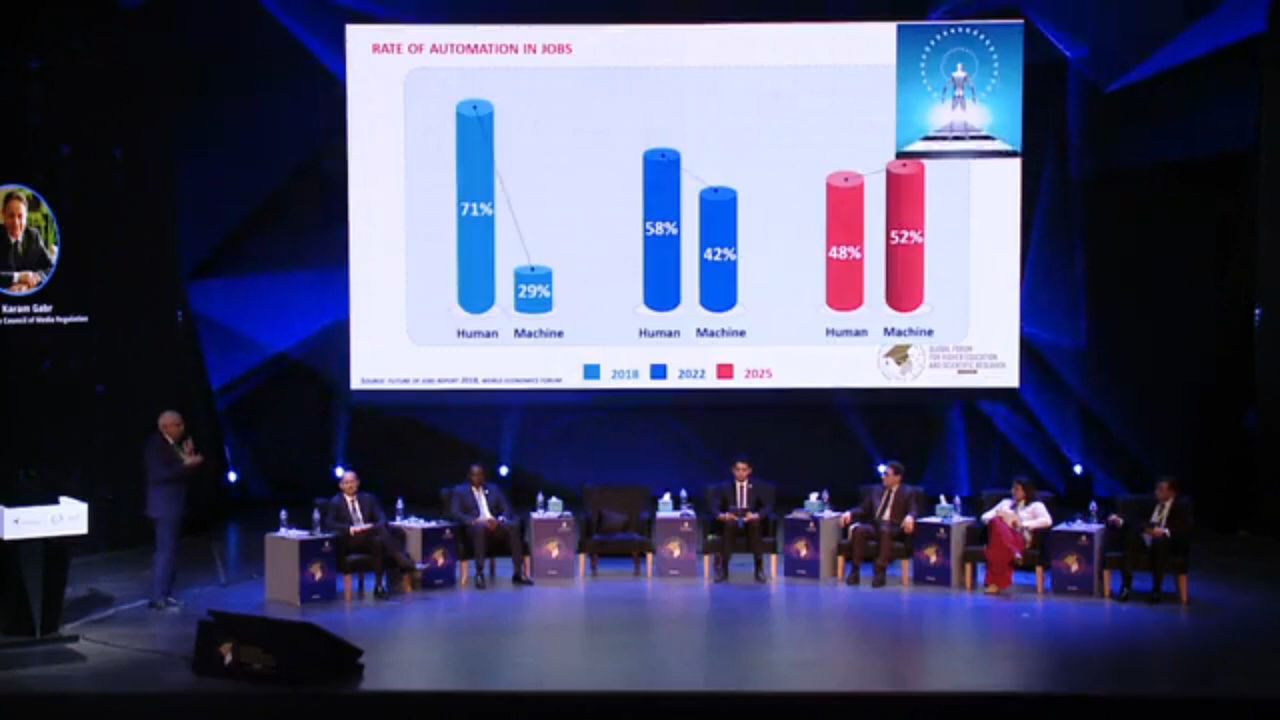 RATE OF AUTOMATION IN JOBS
71%
29%
58%
42%
48%
52%
Human Machine
Human Machine
Human Machine
2018 2022 2025
SOURCE: FUTURE OF JOBS REPORT 2018, WORLD ECONOMICS FORUM
GLOBAL FORUM
FOR HIGHER EDUCATION
AND SCIENTIFIC RESEARCH
Karam Gabr
Council of Media Regulation